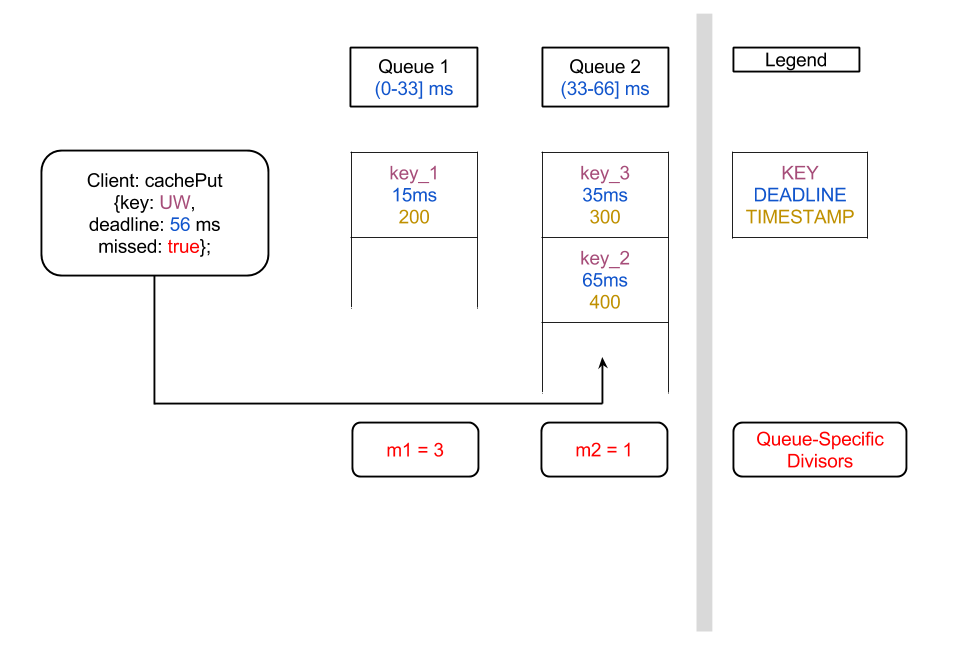 Queue 1
(0-33] ms
Queue 2
(33-66] ms
Legend
Client: cachePut
{key: UW,
deadline: 56 ms
missed: true};
key_1
15ms
200
key_3
35ms
300
key_2
65ms
400
KEY
DEADLINE
TIMESTAMP
m1 = 3
m2 = 1
Queue-Specific
Divisors